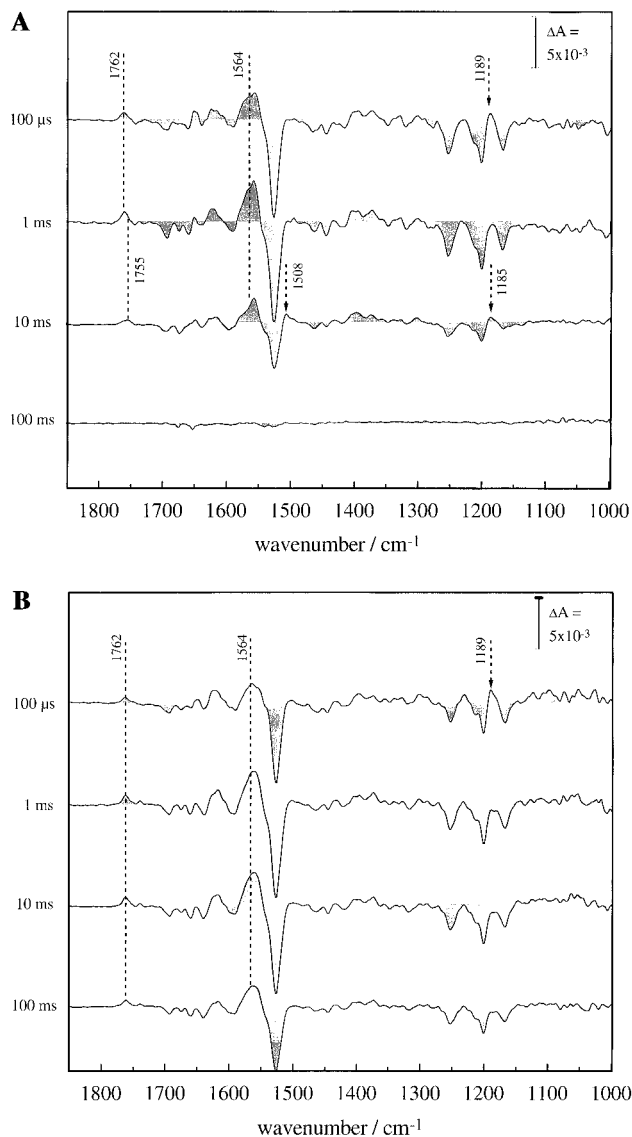 A
ΔA =
5x10-3
1762
1564
1189
100 µs
1 ms
1755
1508
1185
10 ms
100 ms
1800 1700 1600 1500 1400 1300 1200 1100 1000
wavenumber / cm-1
B
ΔA =
5x10-3
1762
1564
1189
100 µs
1 ms
10 ms
100 ms
1800 1700 1600 1500 1400 1300 1200 1100 1000
wavenumber / cm-1